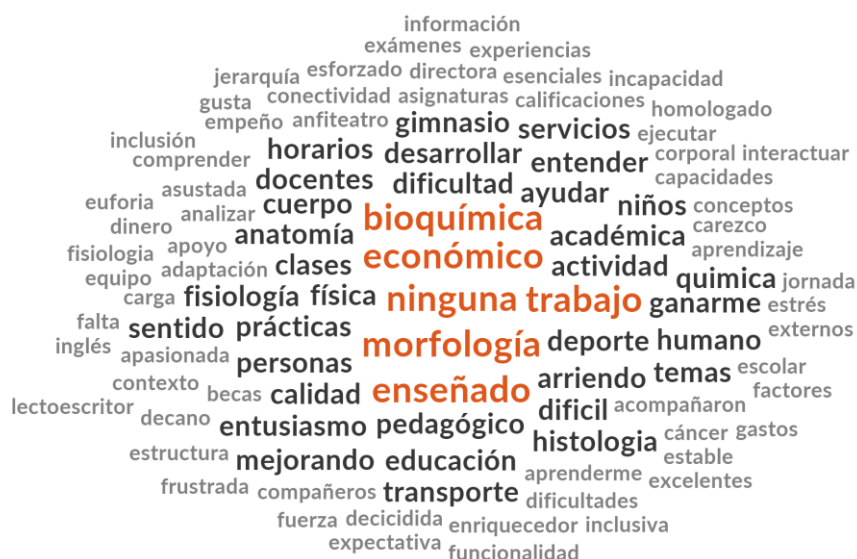 información
exámenes experiencias
jerarquía esforzado directora esenciales incapacidad
gusta conectividad asignaturas calificaciones homologado
empeño anfiteatro gimnasio servicios ejecutar
inclusión horarios desarrollar entender corporal interactuar
comprender docentes dificultad ayudar capacidades
euforia asustada cuerpo bioquímica niños conceptos
dinero analizar anatomía académica carezco
fisiologia apoyo clases económico actividad aprendizaje
equipo adaptación quimica jornada
carga fisiología física ninguna trabajo ganarme estrés
falta sentido prácticas morfología deporte humano externos
inglés apasionada personas arriendo temas escolar
contexto becas calidad enseñado dificil acompañaron factores
lectoescritor decano entusiasmo pedagógico histologia cáncer gastos
estructura mejorando educación aprenderme estable
frustrada compañeros transporte dificultades excelentes
fuerza decicidida enriquecedor inclusiva
expectativa funcionalidad